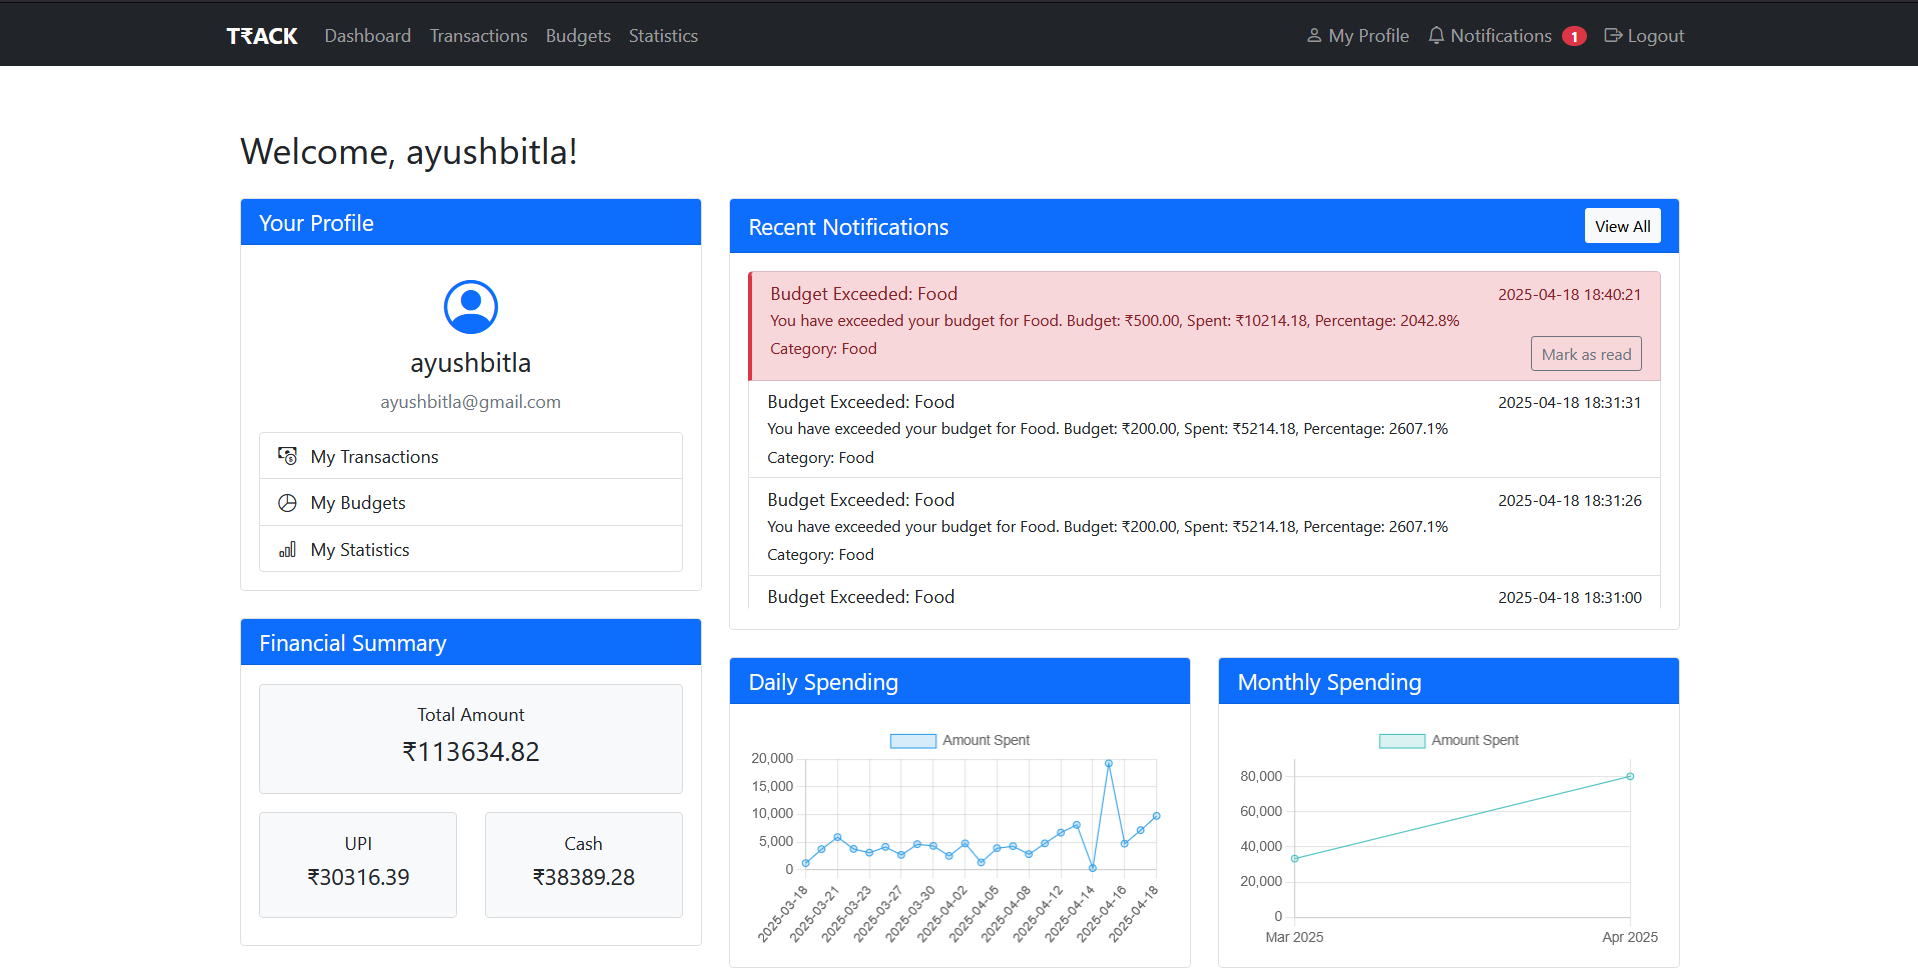 T₹ACK Dashboard Transactions Budgets Statistics My Profile Notifications 1 Logout
Welcome, ayushbitla!
Your Profile
ayushbitla
ayushbitla@gmail.com
My Transactions
My Budgets
My Statistics
Financial Summary
Total Amount
₹113634.82
UPI
₹30316.39
Cash
₹38389.28
Recent Notifications View All
Budget Exceeded: Food 2025-04-18 18:40:21
You have exceeded your budget for Food. Budget: ₹500.00, Spent: ₹10214.18, Percentage: 2042.8%
Category: Food
Mark as read
Budget Exceeded: Food 2025-04-18 18:31:31
You have exceeded your budget for Food. Budget: ₹200.00, Spent: ₹5214.18, Percentage: 2607.1%
Category: Food
Budget Exceeded: Food 2025-04-18 18:31:26
You have exceeded your budget for Food. Budget: ₹200.00, Spent: ₹5214.18, Percentage: 2607.1%
Category: Food
Budget Exceeded: Food 2025-04-18 18:31:00
Daily Spending
Amount Spent
20,000
15,000
10,000
5,000
0
2025-03-18 2025-03-21 2025-03-23 2025-03-27 2025-03-30 2025-04-02 2025-04-05 2025-04-08 2025-04-12 2025-04-14 2025-04-16 2025-04-18
Monthly Spending
Amount Spent
80,000
60,000
40,000
20,000
0
Mar 2025 Apr 2025